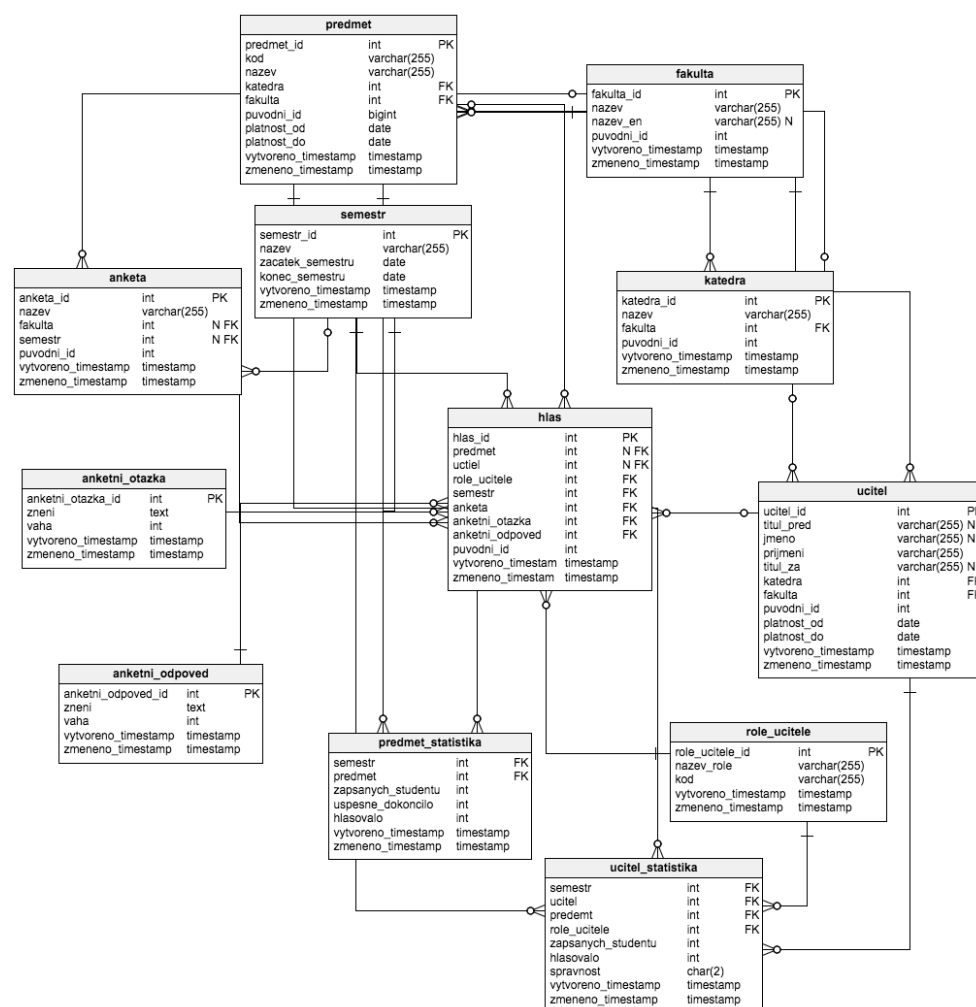 predmet
predmet_id int PK
kod varchar(255)
nazev varchar(255)
katedra int FK
fakulta int FK
puvodni_id bigint
platnost_od date
platnost_do date
vytvoreno_timestamp timestamp
zmeneno_timestamp timestamp
fakulta
fakulta_id int PK
nazev varchar(255)
nazev_en varchar(255) N
puvodni_id int
vytvoreno_timestamp timestamp
zmeneno_timestamp timestamp
semestr
semestr_id int PK
nazev varchar(255)
zacatek_semestru date
konec_semestru date
vytvoreno_timestamp timestamp
zmeneno_timestamp timestamp
anketa
anketa_id int PK
nazev varchar(255)
fakulta int N FK
semestr int N FK
puvodni_id int
vytvoreno_timestamp timestamp
zmeneno_timestamp timestamp
katedra
katedra_id int PK
nazev varchar(255)
fakulta int FK
puvodni_id int
vytvoreno_timestamp timestamp
zmeneno_timestamp timestamp
hlas
hlas_id int PK
predmet int N FK
uctiel int N FK
role_ucitele int FK
semestr int FK
anketa int FK
anketni_otazka int FK
anketni_odpoved int FK
puvodni_id int
vytvoreno_timestam timestamp
zmeneno_timestam timestamp
anketni_otazka
anketni_otazka_id int PK
zneni text
vaha int
vytvoreno_timestamp timestamp
zmeneno_timestamp timestamp
ucitel
ucitel_id int P
titul_pred varchar(255) N
jmeno varchar(255) N
prijmeni varchar(255)
titul_za varchar(255) N
katedra int F
fakulta int F
puvodni_id int
platnost_od date
platnost_do date
vytvoreno_timestamp timestamp
zmeneno_timestamp timestamp
anketni_odpoved
anketni_odpoved_id int PK
zneni text
vaha int
vytvoreno_timestamp timestamp
zmeneno_timestamp timestamp
predmet_statistika
semestr int FK
predmet int FK
zapsanych_studentu int
uspesne_dokoncilo int
hlasovalo int
vytvoreno_timestamp timestamp
zmeneno_timestamp timestamp
role_ucitele
role_ucitele_id int PK
nazev_role varchar(255)
kod varchar(255)
vytvoreno_timestamp timestamp
zmeneno_timestamp timestamp
ucitel_statistika
semestr int FK
ucitel int FK
predemt int FK
role_ucitele int FK
zapsanych_studentu int
hlasovalo int
spravnost char(2)
vytvoreno_timestamp timestamp
zmeneno_timestamp timestamp